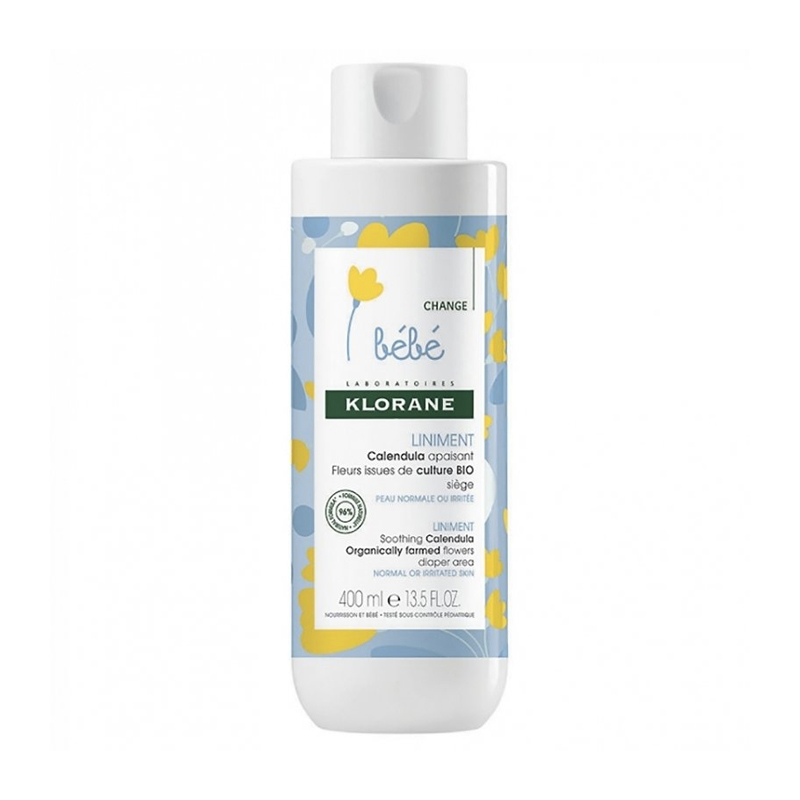 CHANGE
bébé
LABORATOIRES
KLORANE
LINIMENT
Calendula apaisant
Fleurs issues de culture BIO
siège
PEAU NORMALE OU IRRITÉE
96%
LINIMENT
Soothing Calendula
Organically farmed flowers
diaper area
NORMAL OR IRRITATED SKIN
400 ml e 13.5 FL.OZ.
NOURRISSON ET BÉBÉ • TESTÉ SOUS CONTRÔLE PÉDIATRIQUE